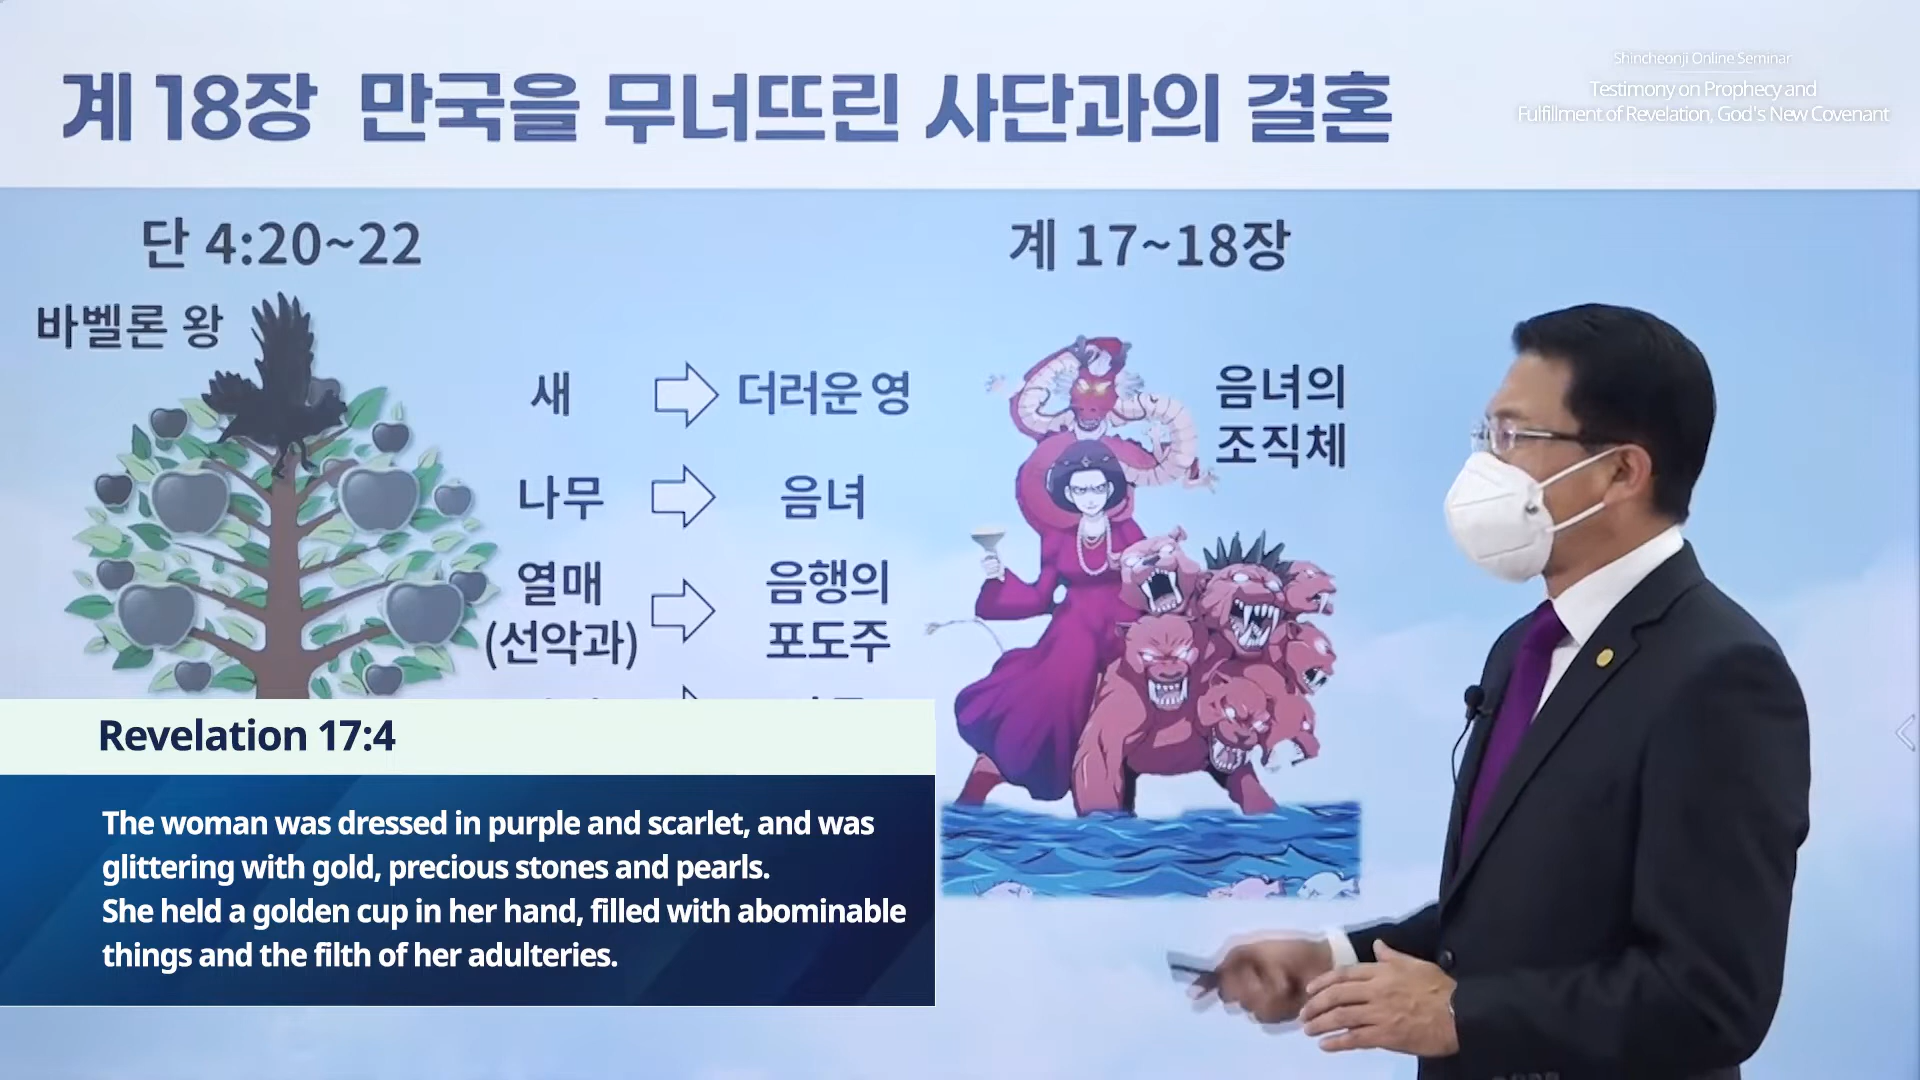 계 18장 만국을 무너뜨린 사단과의 결혼
Shincheonji Online Seminar
Testimony on Prophecy and
Fulfillment of Revelation, God's New Covenant
단 4:20~22
바벨론 왕
새
더러운 영
나무
음녀
열매
(선악과)
음행의
포도주
계 17~18장
음녀의
조직체
Revelation 17:4
The woman was dressed in purple and scarlet, and was
glittering with gold, precious stones and pearls.
She held a golden cup in her hand, filled with abominable
things and the filth of her adulteries.